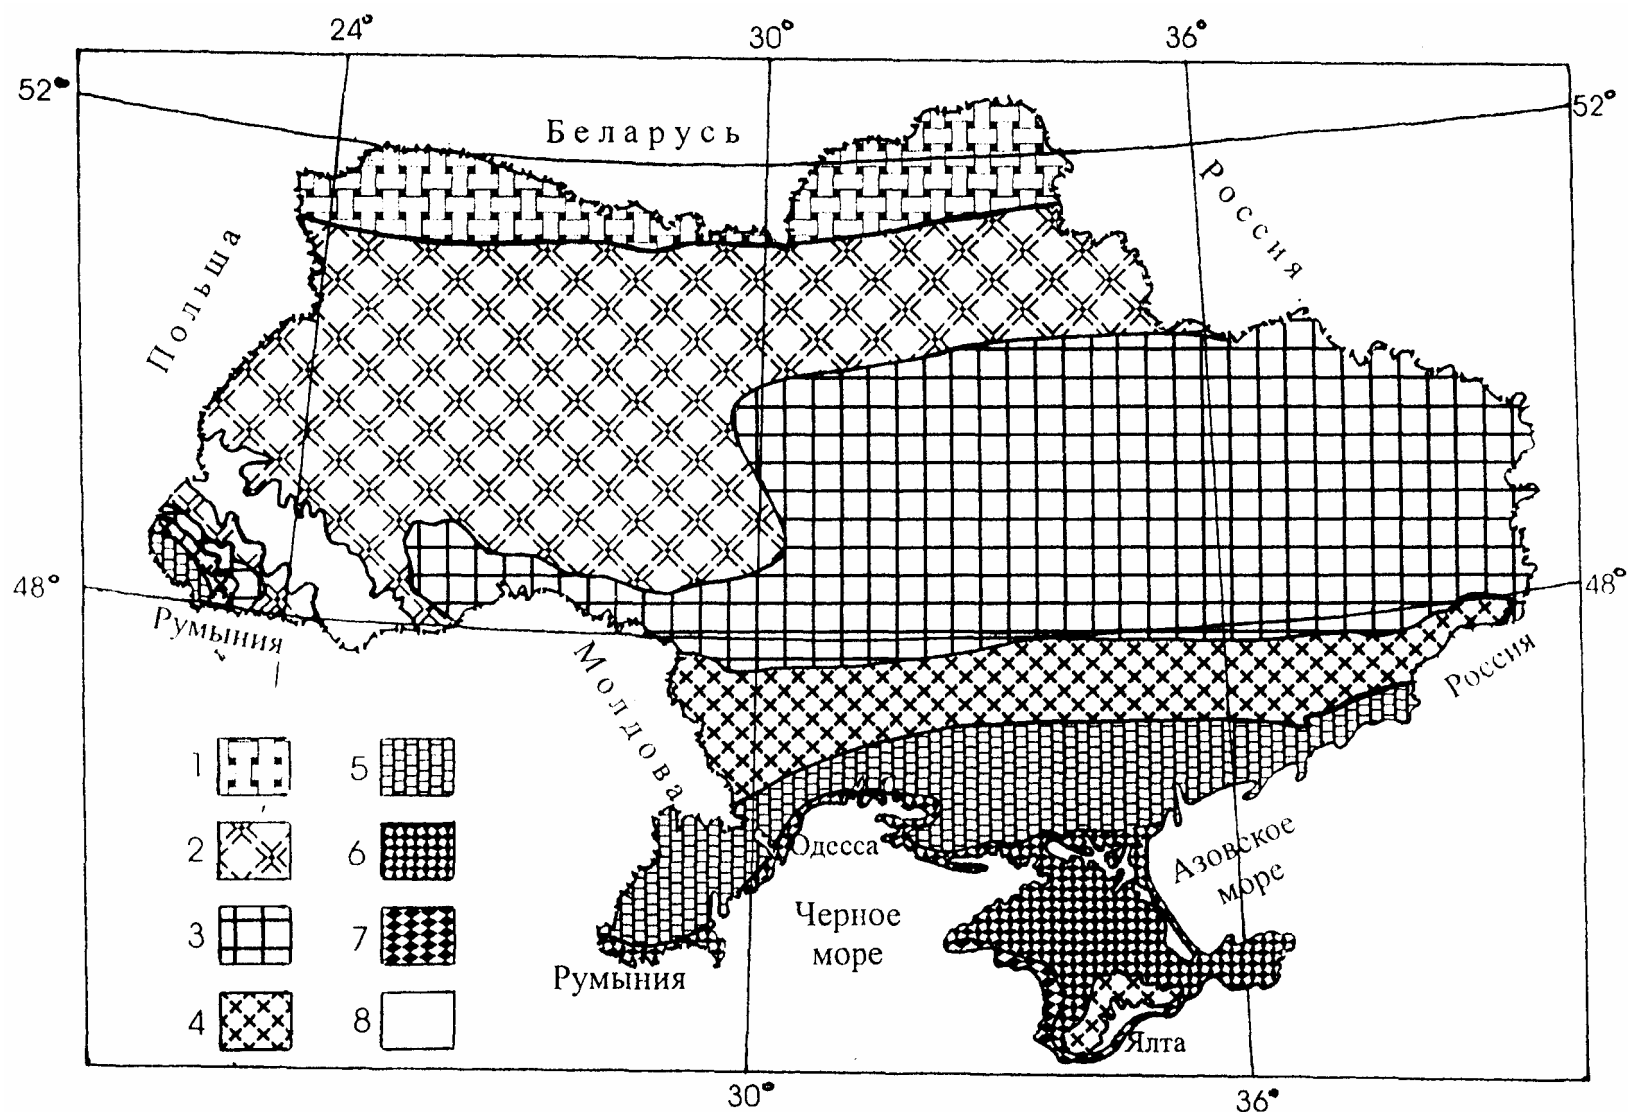 24°
30°
36°
52°
52°
Беларусь
Россия
Польша
48°
48°
Румыния
Молдова
Россия
1
5
2
6
3
7
4
8
Одесса
Азовское
море
Черное
море
Румыния
Ялта
30°
36°